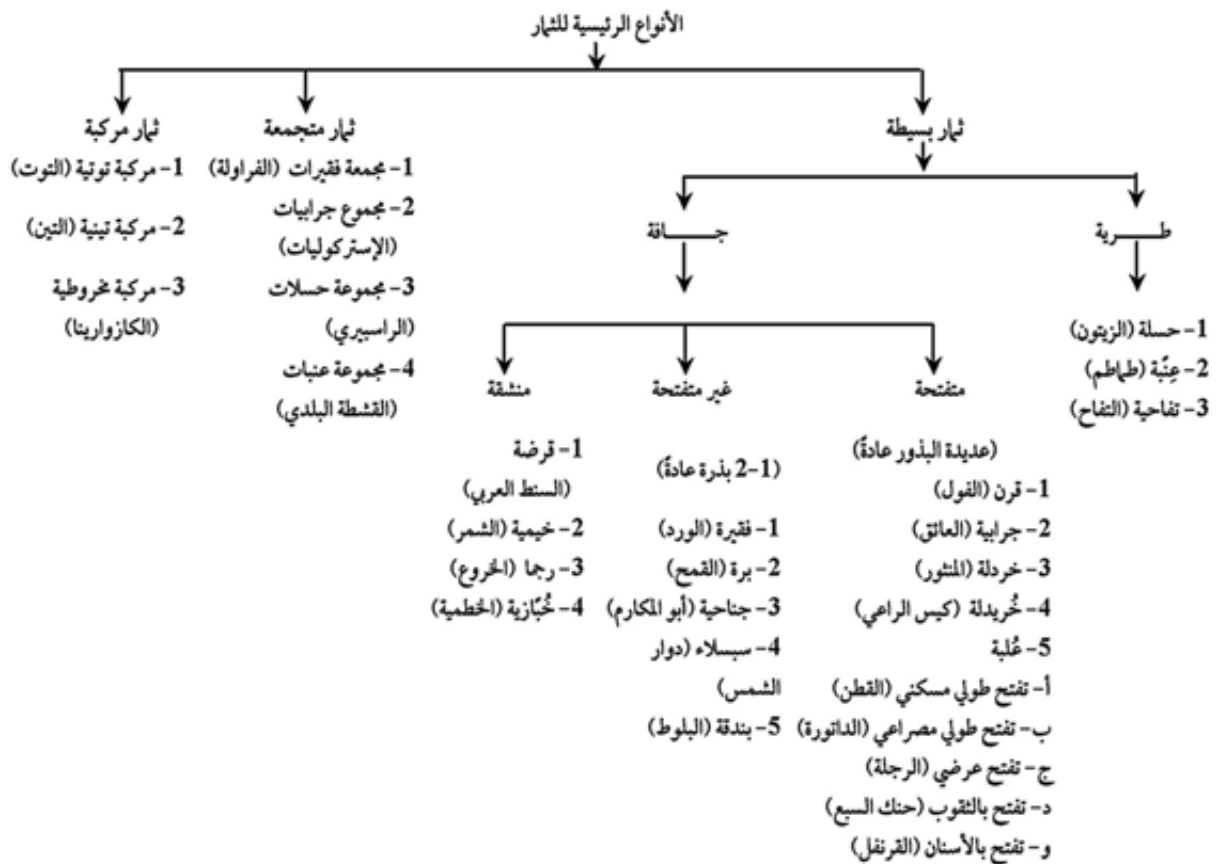 الأنواع الرئيسية للثمار
ثمار بسيطة
ثمار متجمعة
ثمار مركبة
طـــــرية
1- حسلة (الزيتون)
2- عِنّبة (طماطم)
3- تفاحية (التفاح)
جـــــافة
متفتحة
(عديدة البذور عادةً)
1- قرن (الفول)
2- جرابية (العائق)
3- خردلة (المنثور)
4- خُريدلة (كيس الراعي)
5- عُلبة
أ- تفتح طولي مسكني (القطن)
ب- تفتح طولي مصراعي (الداتورة)
ج- تفتح عرضي (الرجلة)
د- تفتح بالثقوب (حنك السبع)
و- تفتح بالأسنان (القرنفل)
غير متفتحة
(1-2 بذرة عادةً)
1- فقيرة (الورد)
2- برة (القمح)
3- جناحية (أبو المكارم)
4- سبسلاء (دوار
الشمس)
5- بندقة (البلوط)
منشقة
1- قرضة
(السنط العربي)
2- خيمية (الشمر)
3- رجما (الخروع)
4- خُبّازية (الخطمية)
1- مجمعة فقيرات (الفراولة)
2- مجموع جرابيات
(الإستركوليات)
3- مجموعة حسلات
(الراسبيري)
4- مجموعة عنبات
(القشطة البلدي)
1- مركبة توتية (التوت)
2- مركبة تينية (التين)
3- مركبة مخروطية
(الكازوارينا)